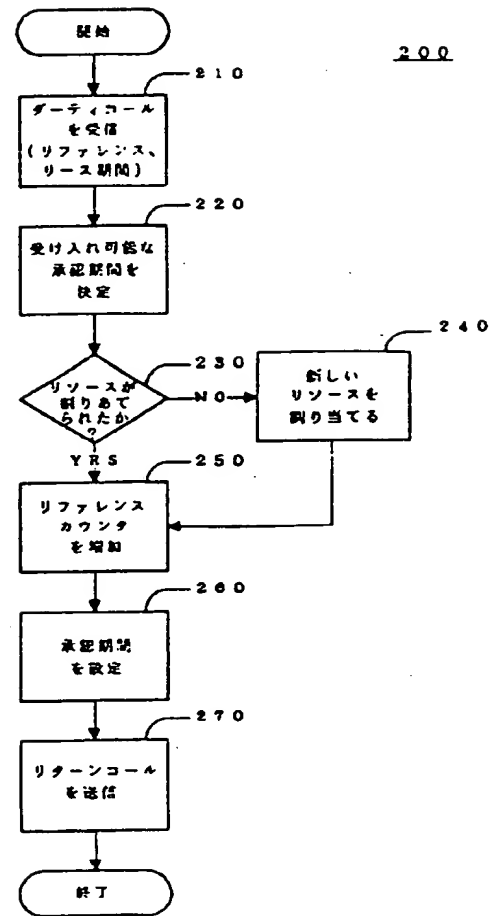 開始
200
210
ダーティコール
を受信
(リファレンス、
リース期間)
220
受け入れ可能な
承認期間を
決定
230
リソースが
割りあて
られたか
?
NO
240
新しい
リソースを
割り当てる
YRS
250
リファレンス
カウンタ
を増加
260
承認期間
を設定
270
リターンコール
を送信
終了